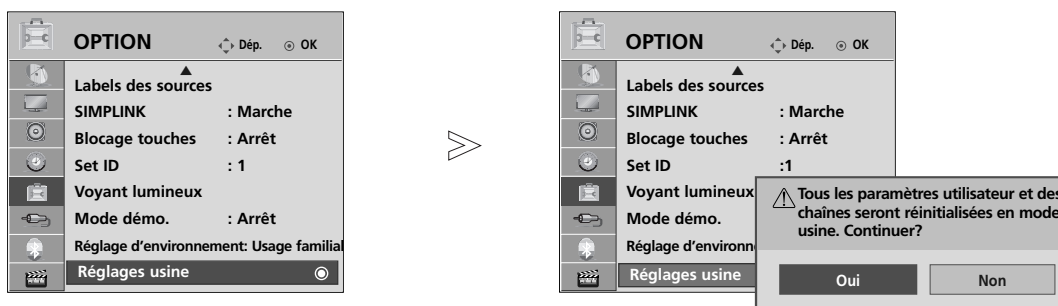 OPTION Dép. OK
Labels des sources
SIMPLINK : Marche
Blocage touches : Arrêt
Set ID : 1
Voyant lumineux
Mode démo. : Arrêt
Réglage d'environnement: Usage familial
Réglages usine
OPTION Dép. OK
Labels des sources
SIMPLINK : Marche
Blocage touches : Arrêt
Set ID :1
Voyant lumineux
Mode démo.
Réglage d'environn
Réglages usine
Tous les paramètres utilisateur et des
chaînes seront réinitialisées en mode
usine. Continuer?
Oui Non